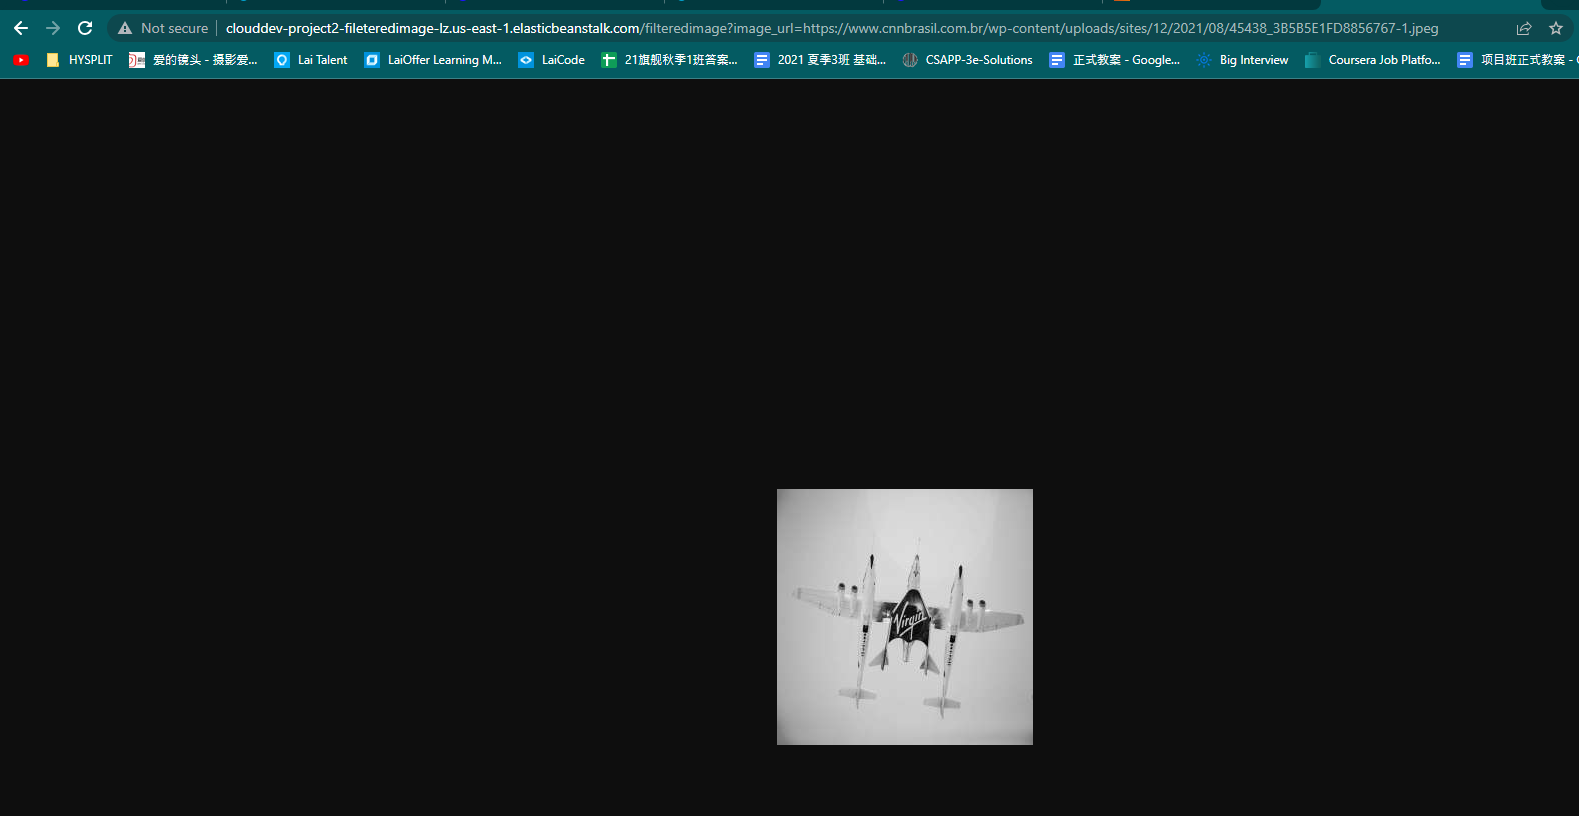 Not secure | clouddev-project2-fileteredimage-lz.us-east-1.elasticbeanstalk.com/filteredimage?image_url=https://www.cnnbrasil.com.br/wp-content/uploads/sites/12/2021/08/45438_3B5B5E1FD8856767-1.jpeg
HYSPLIT 爱的镜头 - 摄影爱... Lai Talent LaiOffer Learning M... LaiCode 21旗舰秋季1班答案... 2021 夏季3班 基础... CSAPP-3e-Solutions 正式教案 - Google... Big Interview Coursera Job Platfo... 项目班正式教案 -
Virgin